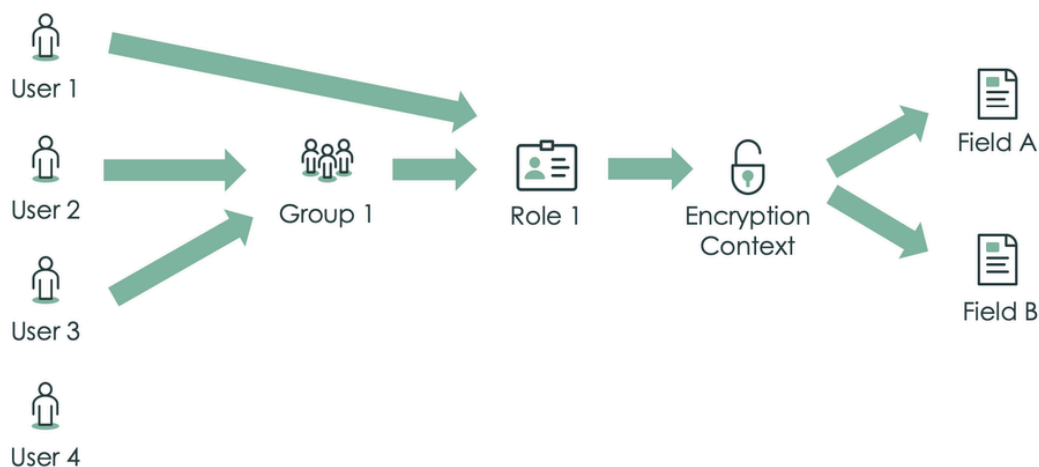 User 1
User 2
User 3
User 4
Group 1
Role 1
Encryption
Context
Field A
Field B